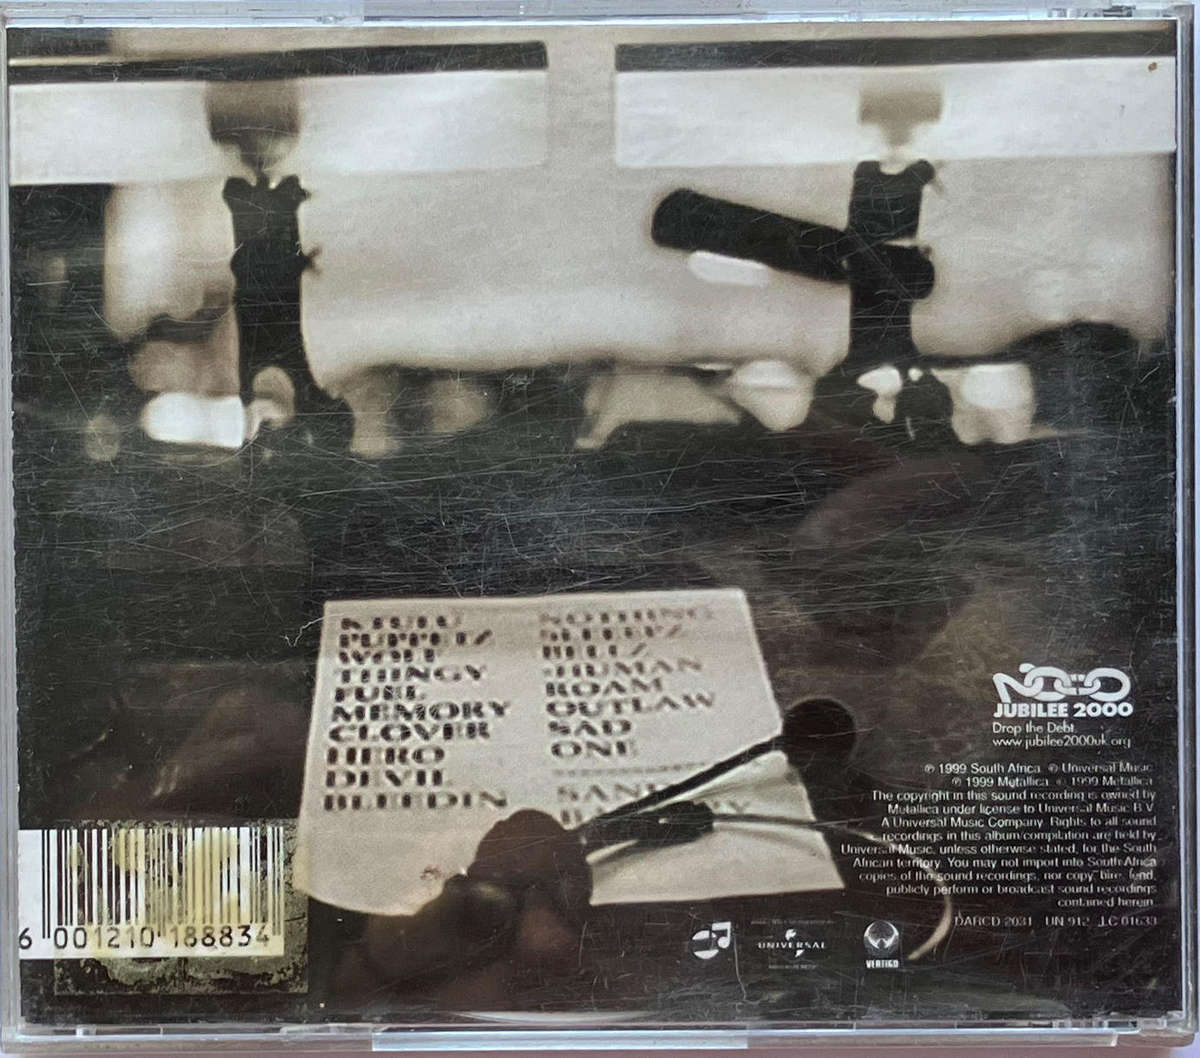 KTULU
PUPPETZ
WOLF
THINGY
FUEL
MEMORY
CLOVER
HERO
DEVIL
BLEEDIN
NOTHING
SLEEPZ
BELLZ
-HUMAN
ROAM
OUTLAW
SAD
ONE
JUBILEE 2000
Drop the Debt.
www.jubilee2000uk.org
℗ 1999 South Africa © Universal Music
℗ 1999 Metallica © 1999 Metallica
The copyright in this sound recording is owned by
Metallica under license to Universal Music B.V.
A Universal Music Company. Rights to all sound
recordings in this album/compilation are held by
Universal Music, unless otherwise stated, for the South
African territory. You may not import into South Africa
copies of the sound recordings, nor copy, hire, lend,
publicly perform or broadcast sound recordings
contained herein.
DARCD 2031 UN 912 LC 01633
6 001210 188834
UNIVERSAL
VERTIGO